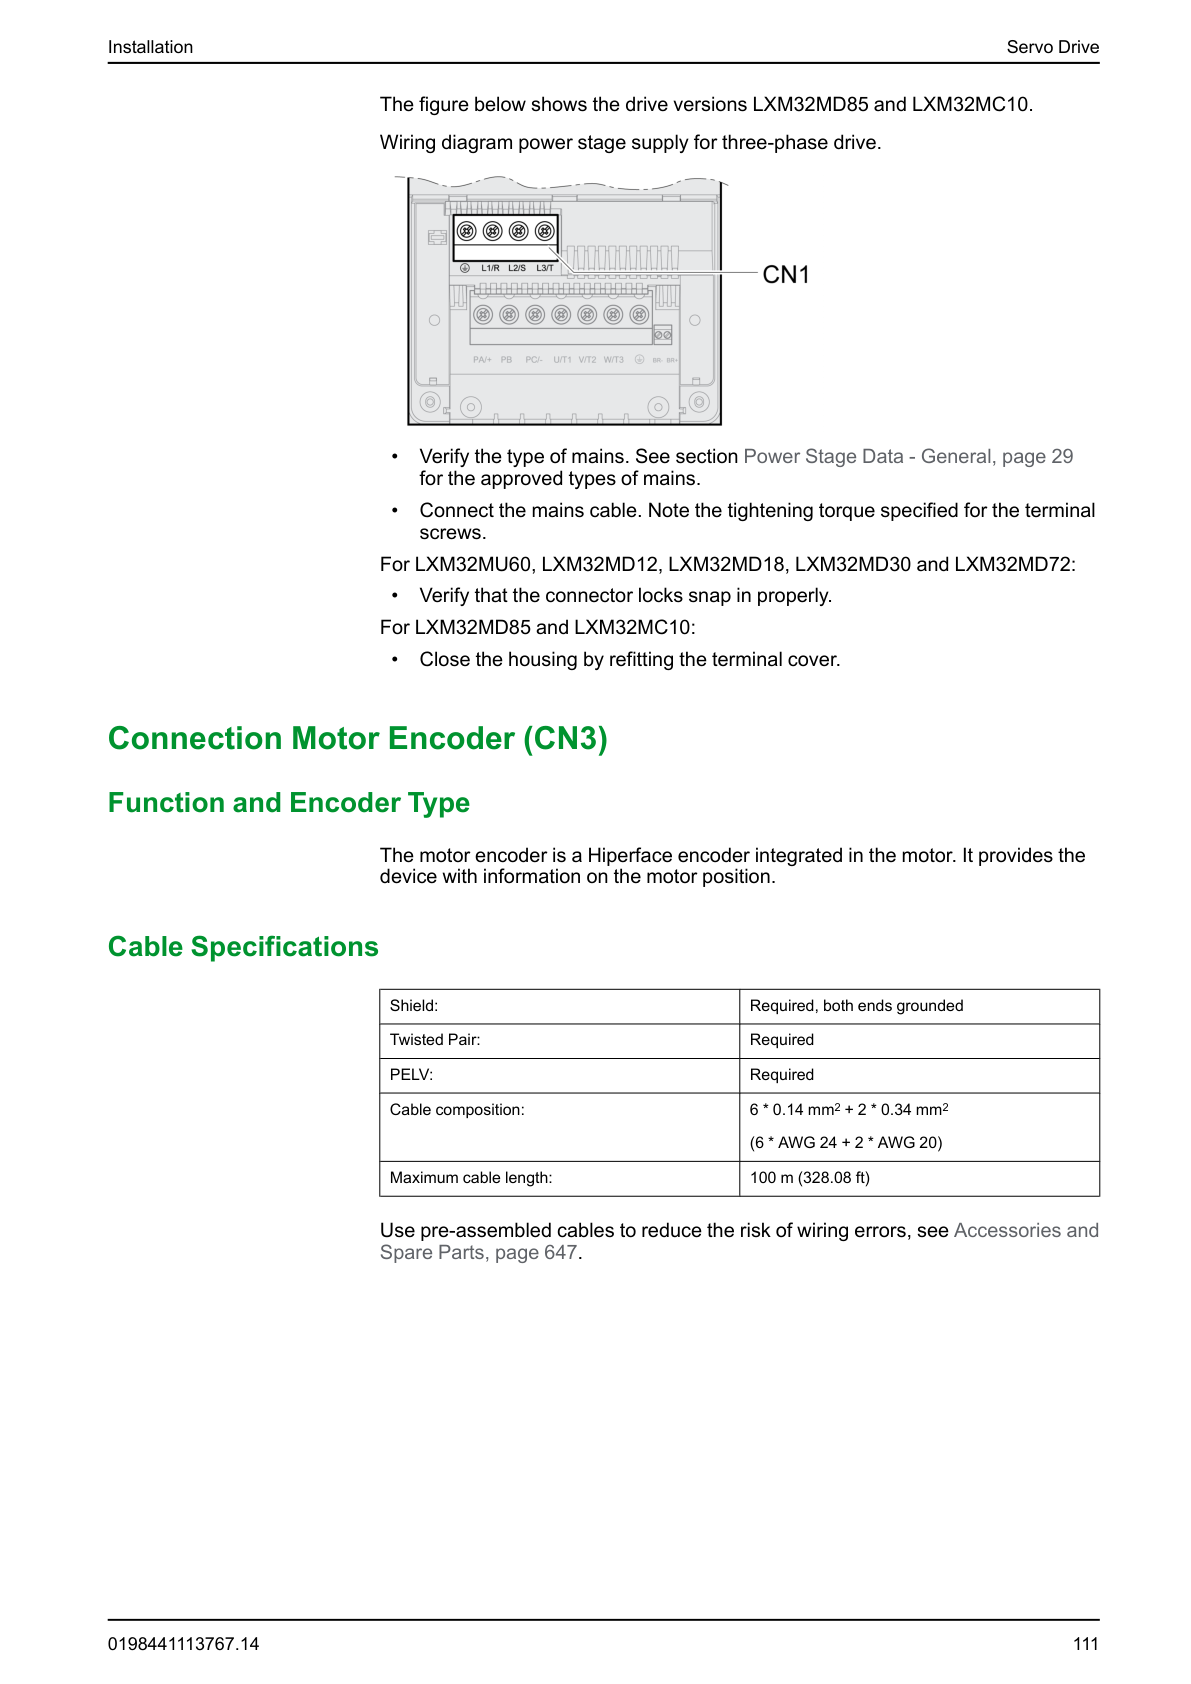 Installation
Servo Drive
The figure below shows the drive versions LXM32MD85 and LXM32MC10.
Wiring diagram power stage supply for three-phase drive.
L1/R L2/S L3/T
CN1
PA/+ PB PC/- U/T1 V/T2 W/T3 BR- BR+
• Verify the type of mains. See section Power Stage Data - General, page 29
for the approved types of mains.
• Connect the mains cable. Note the tightening torque specified for the terminal
screws.
For LXM32MU60, LXM32MD12, LXM32MD18, LXM32MD30 and LXM32MD72:
• Verify that the connector locks snap in properly.
For LXM32MD85 and LXM32MC10:
• Close the housing by refitting the terminal cover.
Connection Motor Encoder (CN3)
Function and Encoder Type
The motor encoder is a Hiperface encoder integrated in the motor. It provides the
device with information on the motor position.
Cable Specifications
Shield: Required, both ends grounded
Twisted Pair: Required
PELV: Required
Cable composition: 6 * 0.14 mm² + 2 * 0.34 mm²
(6 * AWG 24 + 2 * AWG 20)
Maximum cable length: 100 m (328.08 ft)
Use pre-assembled cables to reduce the risk of wiring errors, see Accessories and
Spare Parts, page 647.
0198441113767.14
111